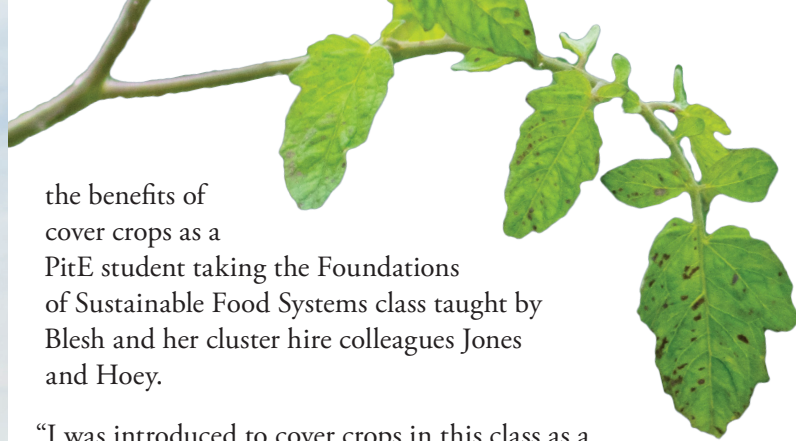 the benefits of
cover crops as a
PitE student taking the Foundations
of Sustainable Food Systems class taught by
Blesh and her cluster hire colleagues Jones
and Hoey.
“I was introduced to cover crops in this class as a